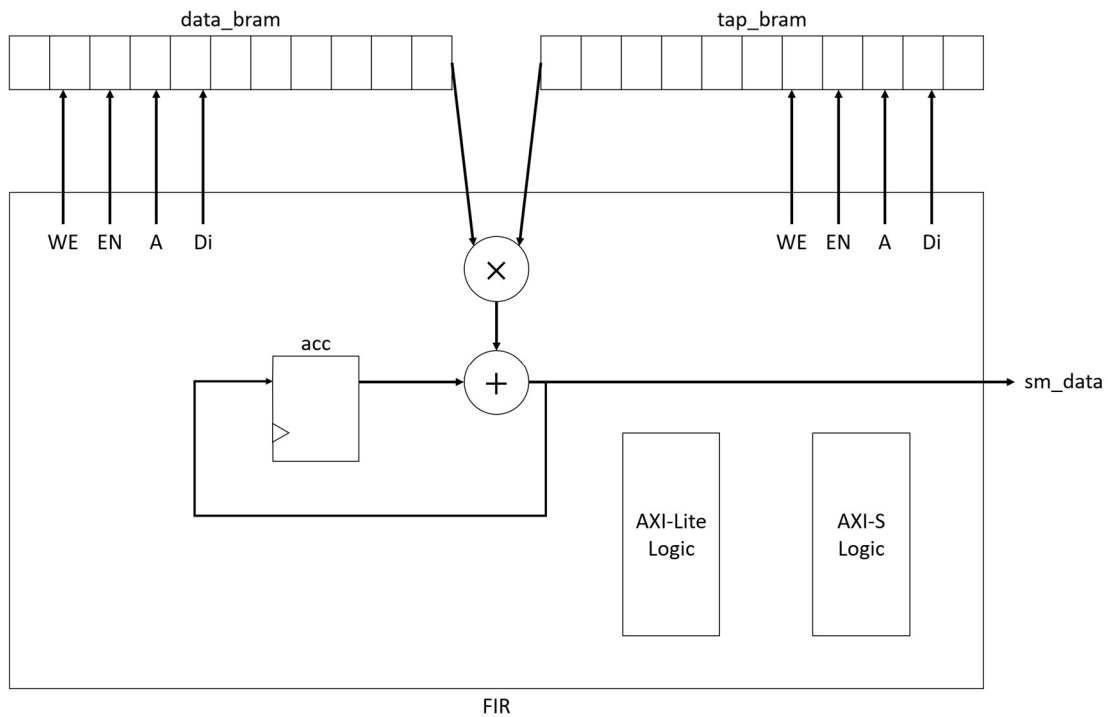 data_bram
tap_bram
WE EN A Di
WE EN A Di
×
acc
+
sm_data
AXI-Lite
Logic
AXI-S
Logic
FIR